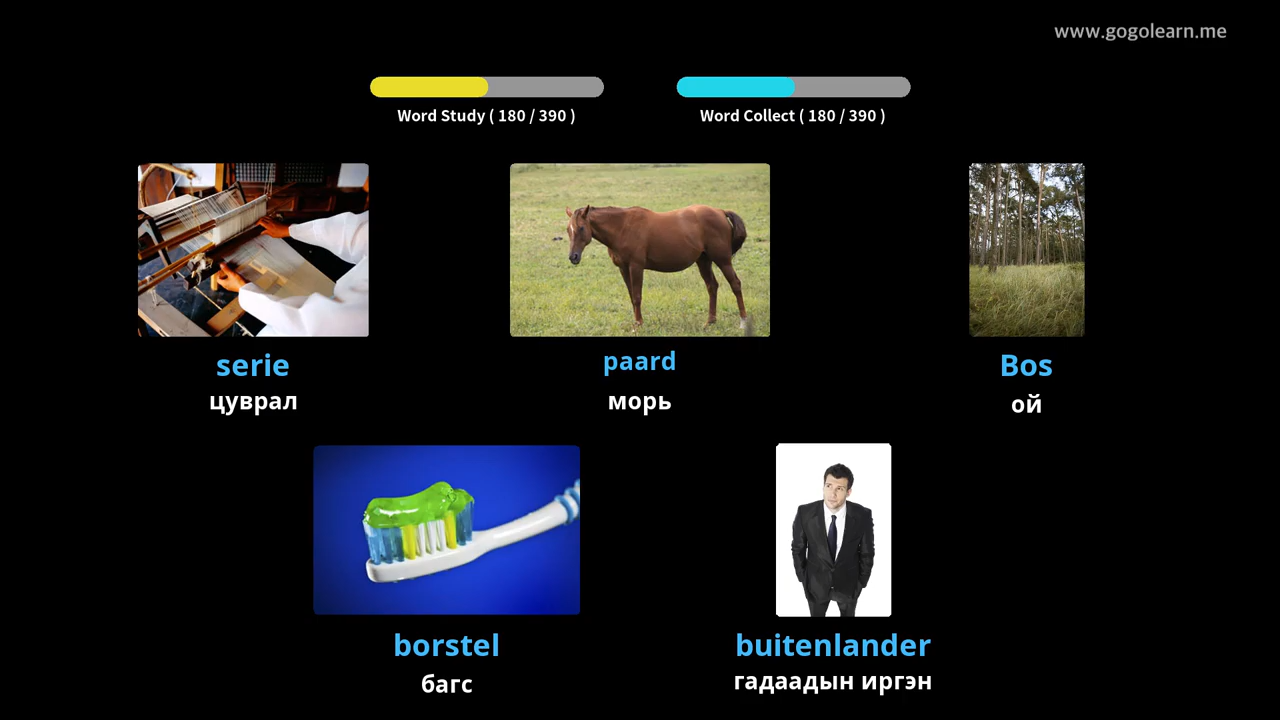 www.gogolearn.me
Word Study ( 180 / 390 )
Word Collect ( 180 / 390 )
serie
цуврал
paard
морь
Bos
ой
borstel
багс
buitenlander
гадаадын иргэн